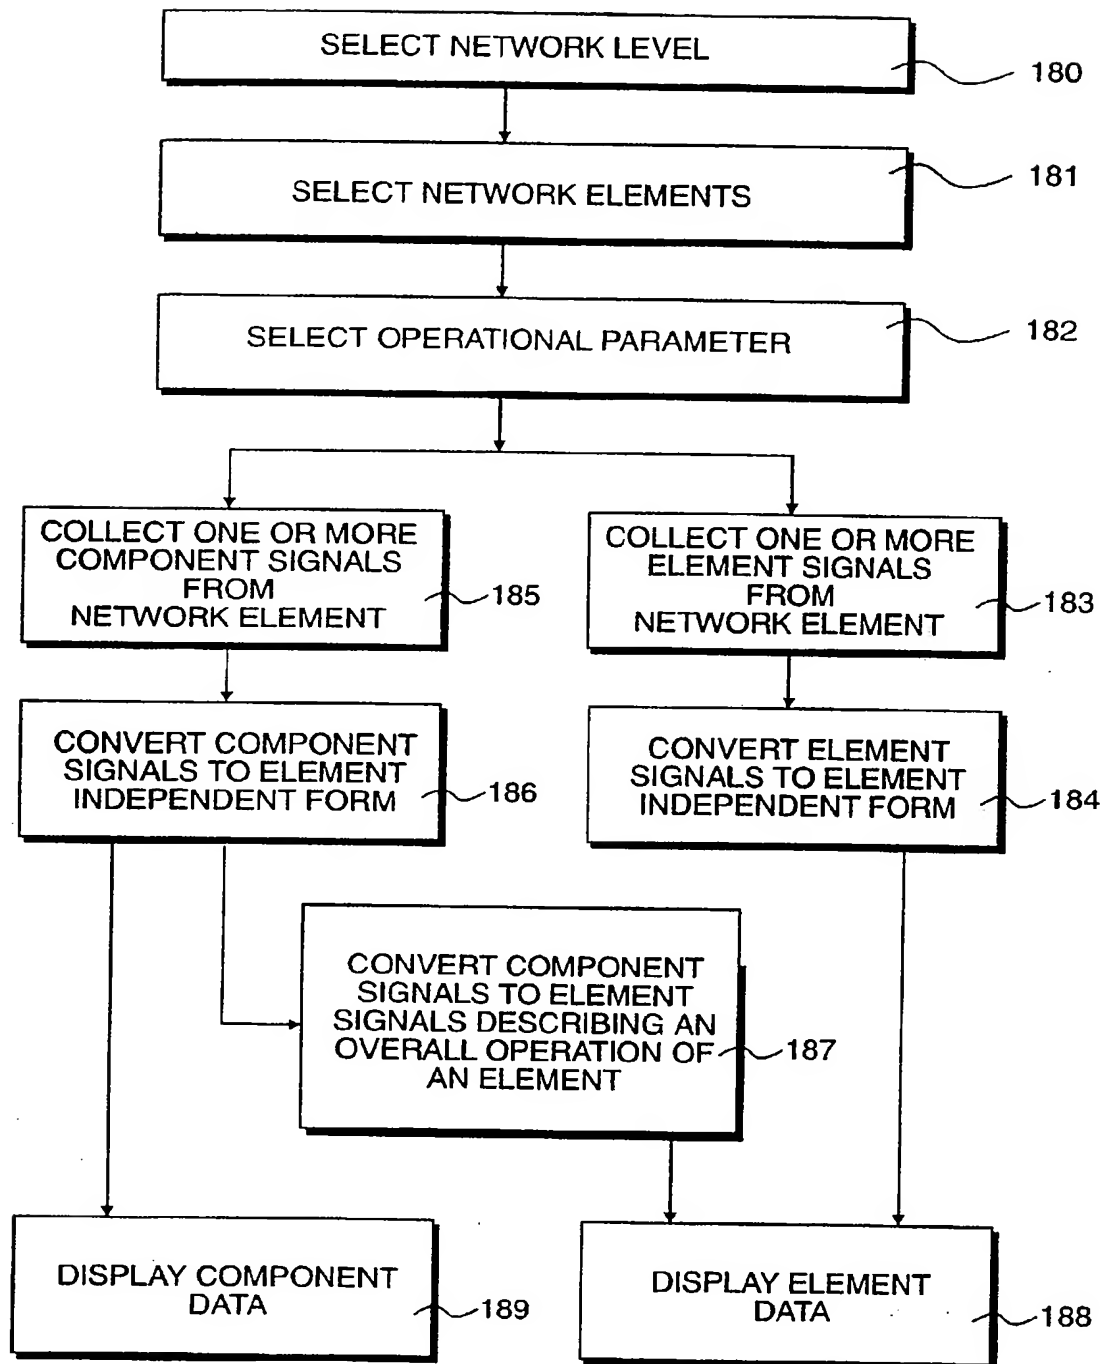 SELECT NETWORK LEVEL
180
SELECT NETWORK ELEMENTS
181
SELECT OPERATIONAL PARAMETER
182
COLLECT ONE OR MORE
COMPONENT SIGNALS
FROM
NETWORK ELEMENT
185
COLLECT ONE OR MORE
ELEMENT SIGNALS
FROM
NETWORK ELEMENT
183
CONVERT COMPONENT
SIGNALS TO ELEMENT
INDEPENDENT FORM
186
CONVERT ELEMENT
SIGNALS TO ELEMENT
INDEPENDENT FORM
184
CONVERT COMPONENT
SIGNALS TO ELEMENT
SIGNALS DESCRIBING AN
OVERALL OPERATION OF
AN ELEMENT
187
DISPLAY COMPONENT
DATA
189
DISPLAY ELEMENT
DATA
188